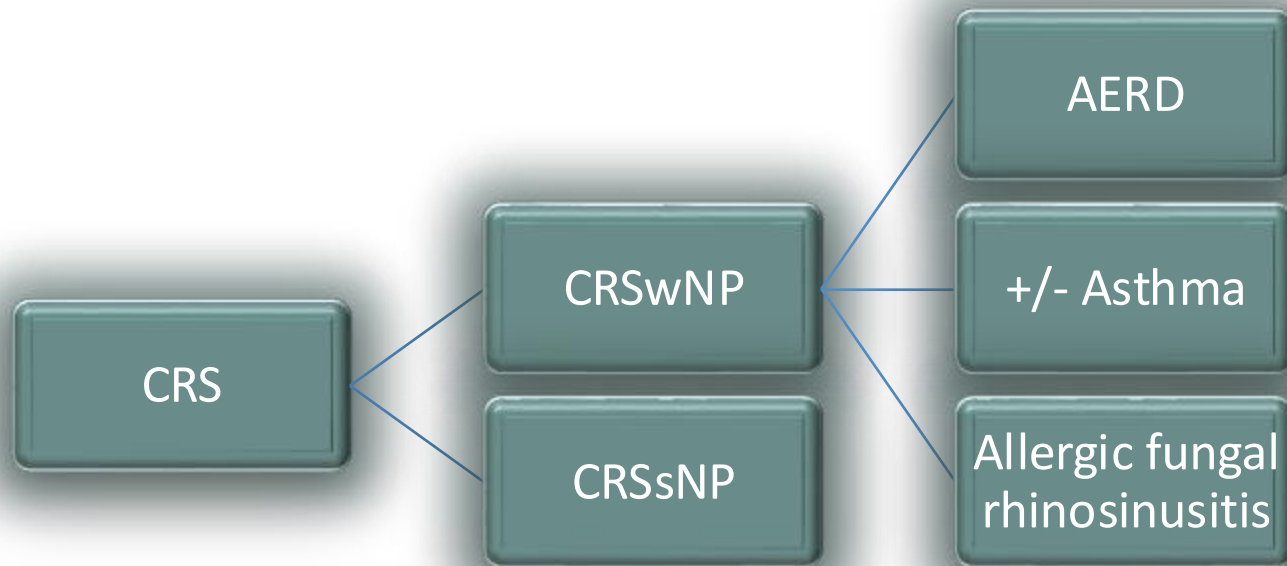 CRS
CRSwNP
CRSsNP
AERD
+/- Asthma
Allergic fungal
rhinosinusitis